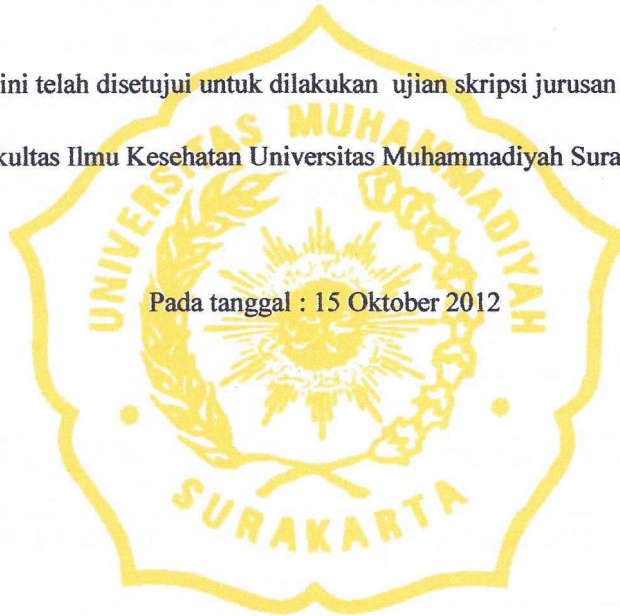 ini telah disetujui untuk dilakukan ujian skripsi jurusan
kultas Ilmu Kesehatan Universitas Muhammadiyah Sura
UNIVERSITAS MUHAMMADIYAH
Pada tanggal : 15 Oktober 2012
SURAKARTA